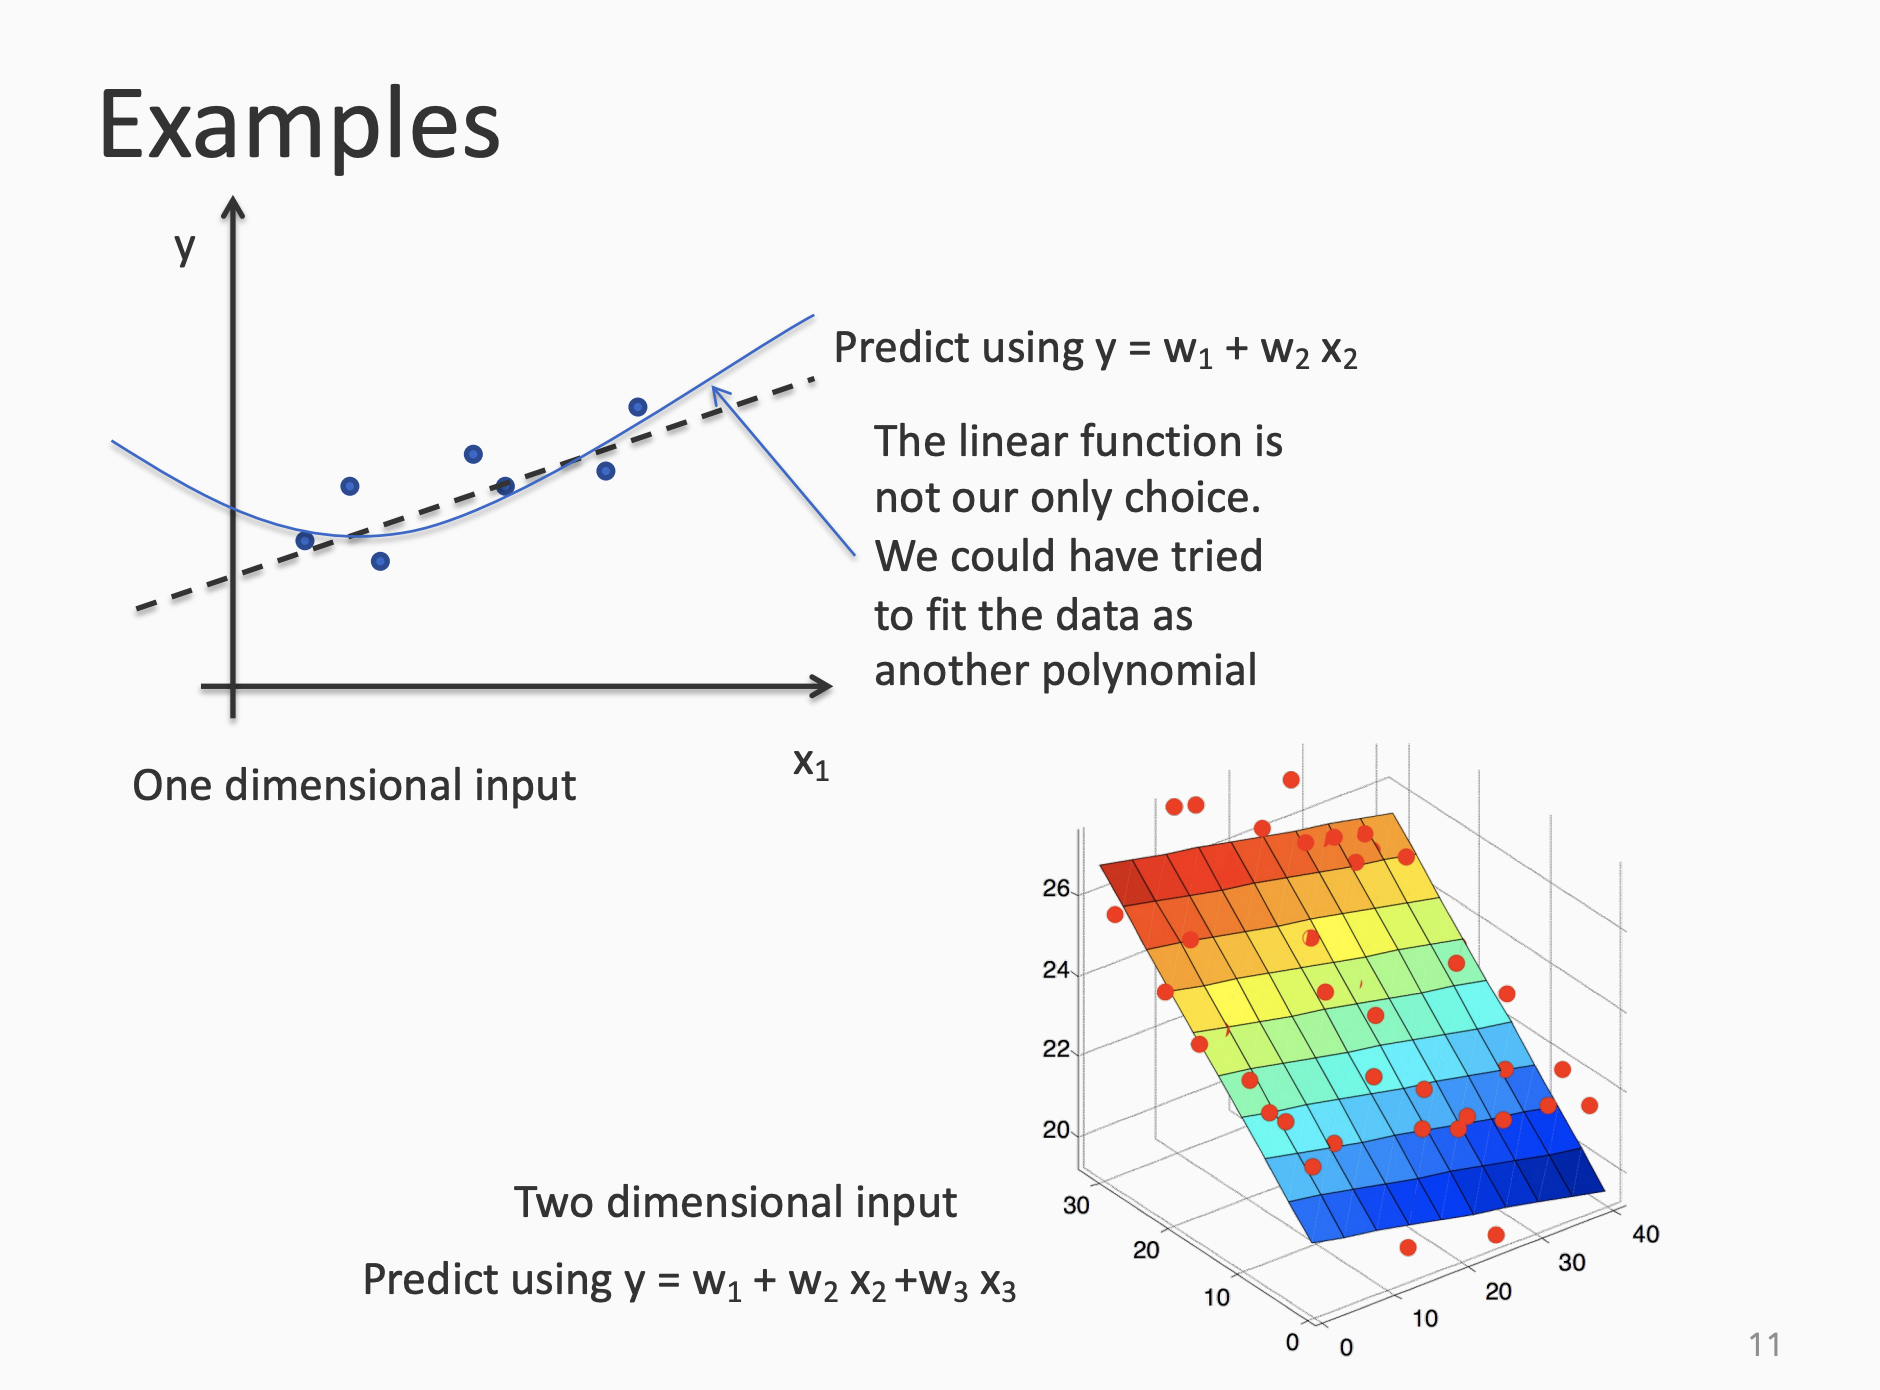 Examples
y
Predict using y = w₁ + w₂ x₂
The linear function is
not our only choice.
We could have tried
to fit the data as
another polynomial
x₁
One dimensional input
26
24
22
20
30
20
10
0
0
10
20
30
40
Two dimensional input
Predict using y = w₁ + w₂ x₂ +w₃ x₃
11